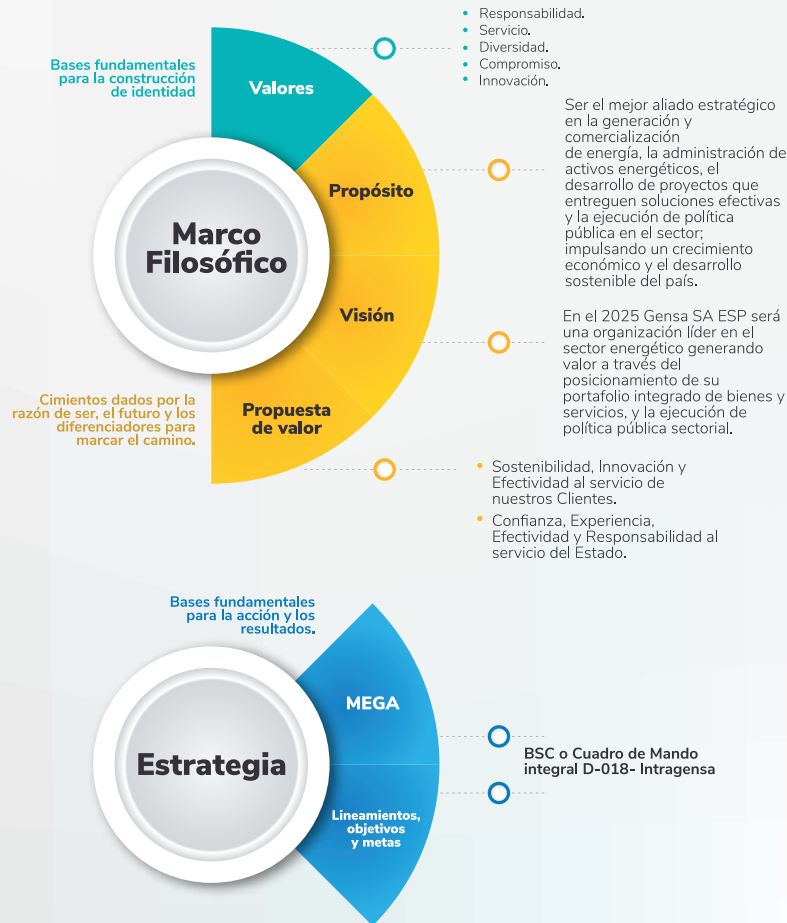 Bases fundamentales
para la construcción
de identidad
Valores
• Responsabilidad.
• Servicio.
• Diversidad.
• Compromiso.
• Innovación.
Marco
Filosófico
Propósito
Ser el mejor aliado estratégico
en la generación y
comercialización
de energía, la administración de
activos energéticos, el
desarrollo de proyectos que
entreguen soluciones efectivas
y la ejecución de política
pública en el sector;
impulsando un crecimiento
económico y el desarrollo
sostenible del país.
Visión
En el 2025 Gensa SA ESP será
una organización líder en el
sector energético generando
valor a través del
posicionamiento de su
portafolio integrado de bienes y
servicios, y la ejecución de
política pública sectorial.
Cimientos dados por la
razón de ser, el futuro y los
diferenciadores para
marcar el camino.
Propuesta
de valor
• Sostenibilidad, Innovación y
Efectividad al servicio de
nuestros Clientes.
• Confianza, Experiencia,
Efectividad y Responsabilidad al
servicio del Estado.
Bases fundamentales
para la acción y los
resultados.
Estrategia
MEGA
Lineamientos,
objetivos
y metas
BSC o Cuadro de Mando
integral D-018- Intragensa